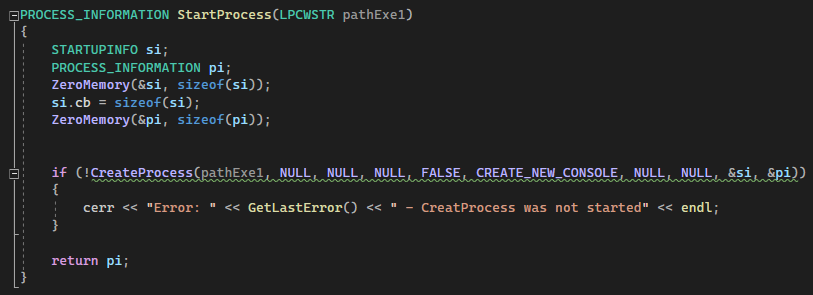 PROCESS_INFORMATION StartProcess(LPCWSTR pathExe1)
{
    STARTUPINFO si;
    PROCESS_INFORMATION pi;
    ZeroMemory(&si, sizeof(si));
    si.cb = sizeof(si);
    ZeroMemory(&pi, sizeof(pi));
    if (!CreateProcess(pathExe1, NULL, NULL, NULL, FALSE, CREATE_NEW_CONSOLE, NULL, NULL, &si, &pi))
    {
        cerr << "Error: " << GetLastError() << " - CreatProcess was not started" << endl;
    }
    return pi;
}